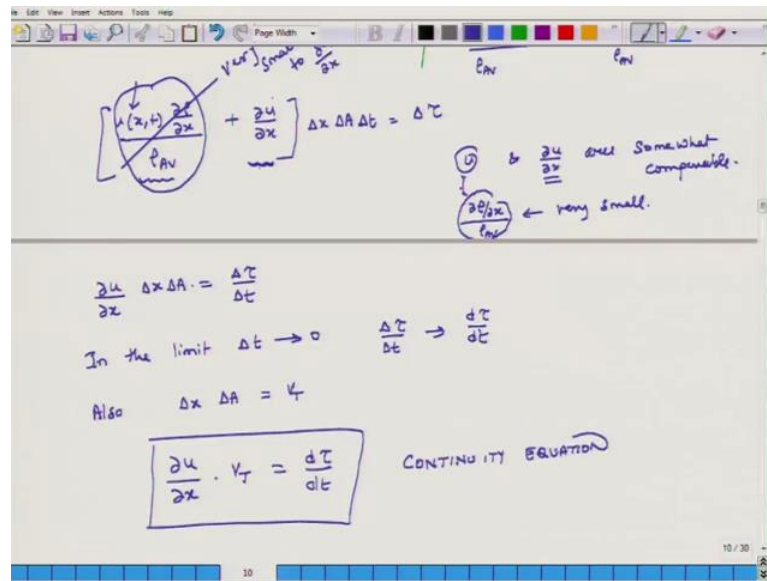 File Edit View Insert Actions Tools Help
Page Width
very small to ∂/∂x
ρAV ρAV
[ u(x,t) ∂ρ/∂x / ρAV + ∂u/∂x ] Δx ΔA Δt = Δτ
u & ∂u/∂x are somewhat
comparable.
∂ρ/∂x / ρAV ← very small.
∂u/∂x Δx ΔA. = Δτ/Δt
In the limit Δt → 0 Δτ/Δt → dτ/dt
Also Δx ΔA = VT
∂u/∂x . VT = dτ/dt CONTINUITY EQUATION
10 / 30
10